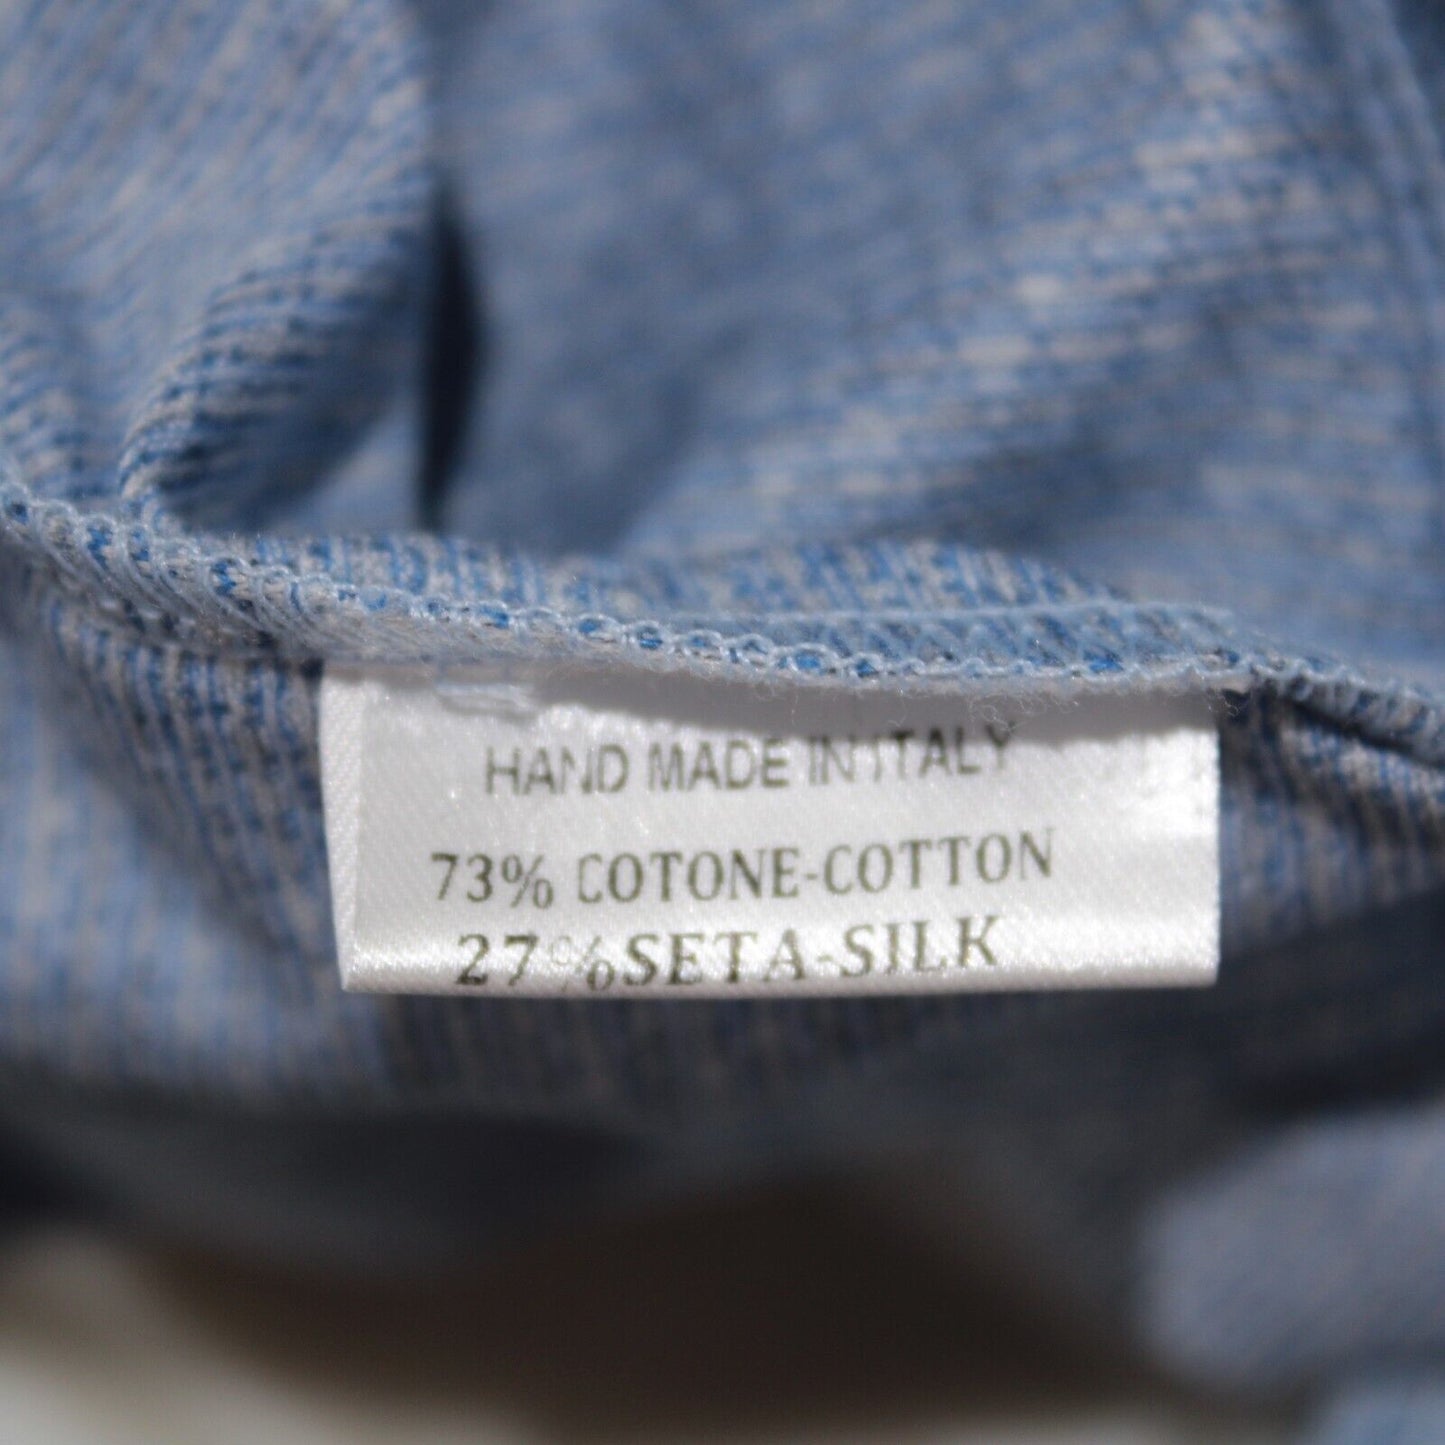 HAND MADE IN ITALY
73% COTONE-COTTON
27%SETA-SILK